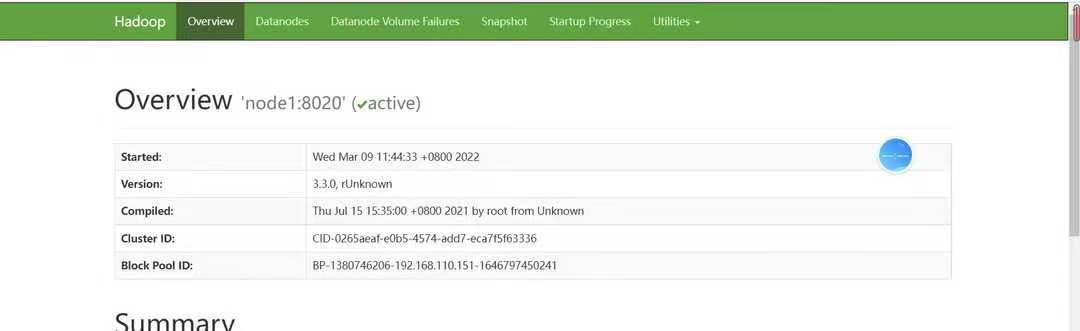 Hadoop Overview Datanodes Datanode Volume Failures Snapshot Startup Progress Utilities
Overview 'node1:8020' (✔active)
Started: Wed Mar 09 11:44:33 +0800 2022
Version: 3.3.0, rUnknown
Compiled: Thu Jul 15 15:35:00 +0800 2021 by root from Unknown
Cluster ID: CID-0265aeaf-e0b5-4574-add7-eca7f5f63336
Block Pool ID: BP-1380746206-192.168.110.151-1646797450241
Summary